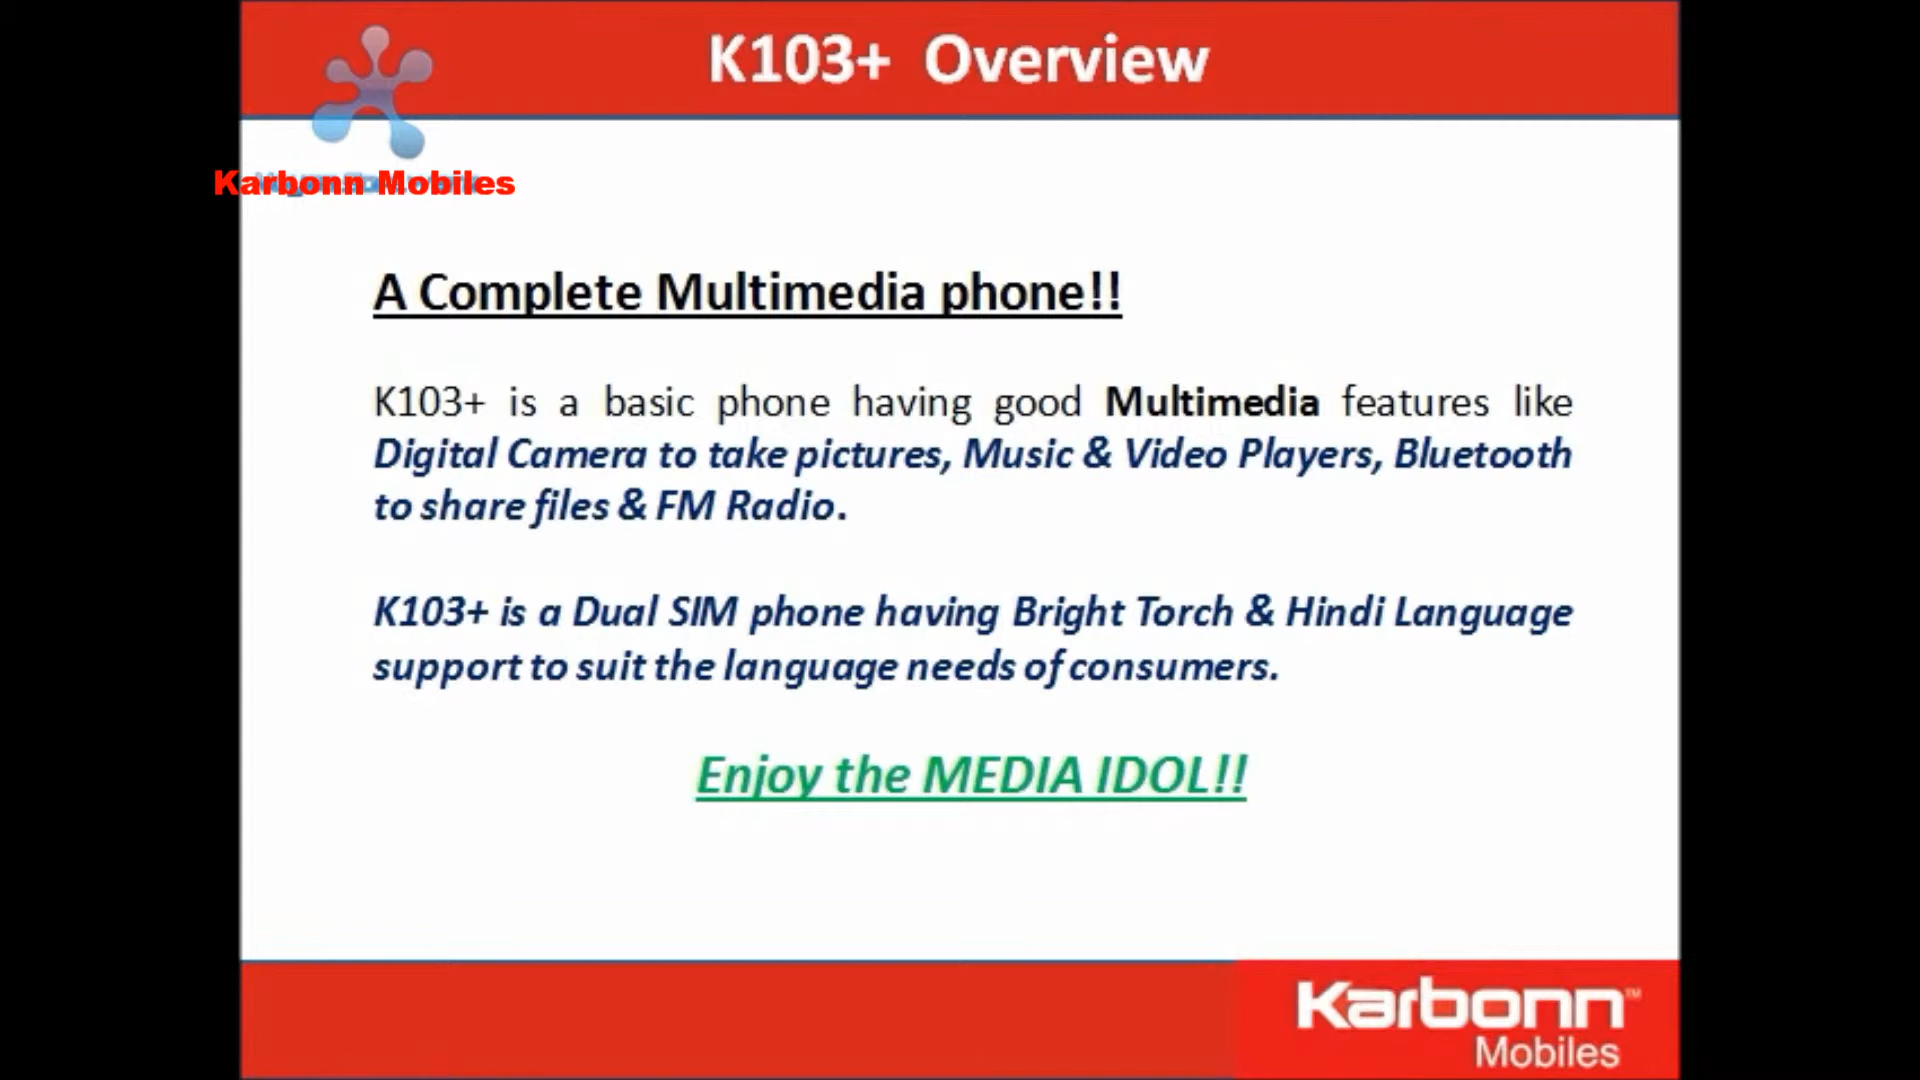 K103+ Overview
Karbonn Mobiles
A Complete Multimedia phone!!
K103+ is a basic phone having good Multimedia features like
Digital Camera to take pictures, Music & Video Players, Bluetooth
to share files & FM Radio.
K103+ is a Dual SIM phone having Bright Torch & Hindi Language
support to suit the language needs of consumers.
Enjoy the MEDIA IDOL!!
Karbonn™
Mobiles